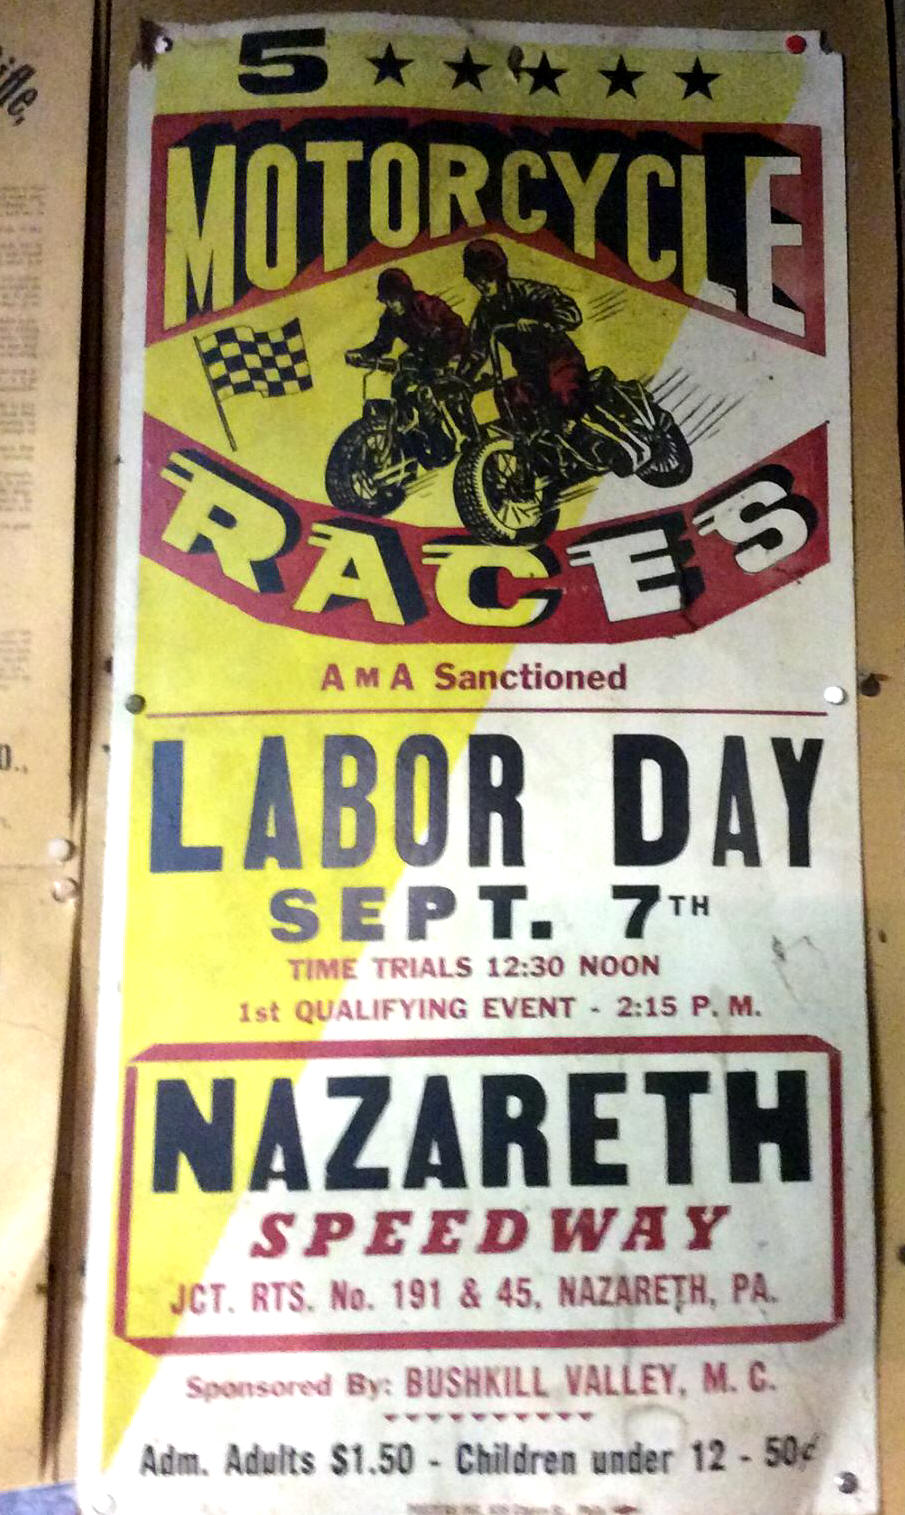 5 ★ ★ ★ ★ ★
MOTORCYCLE
RACES
AMA Sanctioned
LABOR DAY
SEPT. 7TH
TIME TRIALS 12:30 NOON
1st QUALIFYING EVENT - 2:15 P. M.
NAZARETH
SPEEDWAY
JCT. RTS. No. 191 & 45, NAZARETH, PA.
Sponsored By: BUSHKILL VALLEY, M. C.
Adm. Adults $1.50 - Children under 12 - 50¢